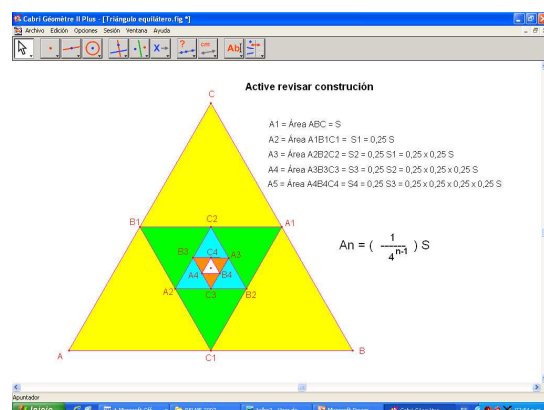 Cabri Géomètre II Plus - [Triángulo equilátero.fig *]
Archivo Edición Opciones Sesión Ventana Ayuda
Active revisar construción
C
A1 = Área ABC = S
A2 = Área A1B1C1 = S1 = 0,25 S
A3 = Área A2B2C2 = S2 = 0,25 S1 = 0,25 x 0,25 S
A4 = Área A3B3C3 = S3 = 0,25 S2 = 0,25 x 0,25 x 0,25 S
A5 = Área A4B4C4 = S4 = 0,25 S3 = 0,25 x 0,25 x 0,25 x 0,25 S
B1 C2 A1
An = ( 1 / 4^n-1 ) S
B3 C4 A3
A4 B4
A2 C3 B2
A C1 B
Apuntador
Inicio